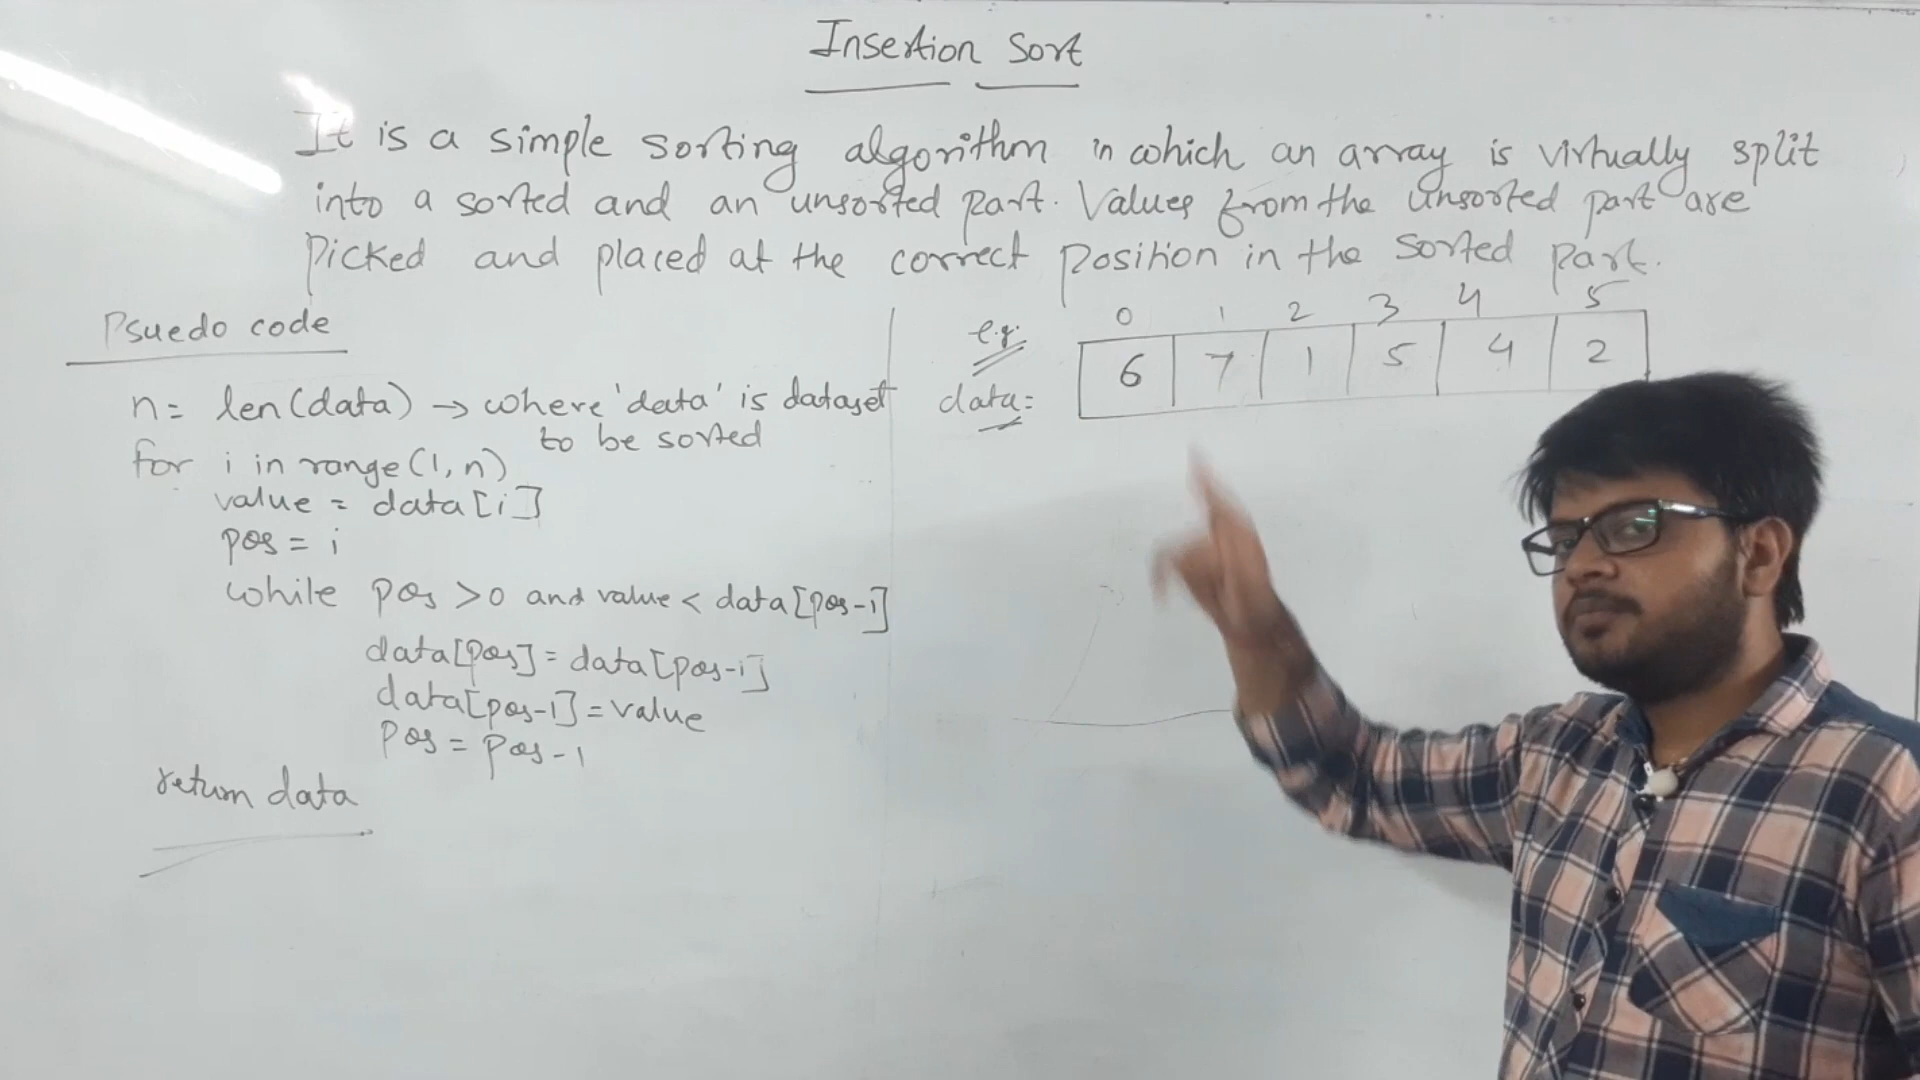 Insertion Sort
It is a simple sorting algorithm in which an array is virtually split
into a sorted and an unsorted part. Values from the unsorted part are
Picked and placed at the correct position in the sorted part.
Psuedo code
n = len(data) → where 'data' is dataset
to be sorted
for i in range(1, n)
value = data[i]
pos = i
while pos > 0 and value < data[pos-1]
data[pos] = data[pos-1]
data[pos-1] = value
pos = pos-1
return data
e.g.
0 1 2 3 4 5
data = 6 7 1 5 4 2